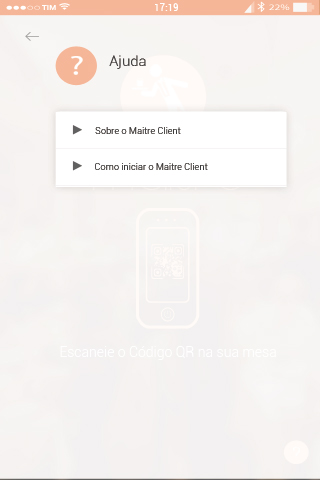 TIM 17:19 22%
? Ajuda
Sobre o Maitre Client
Como iniciar o Maitre Client
Escaneie o Código QR na sua mesa